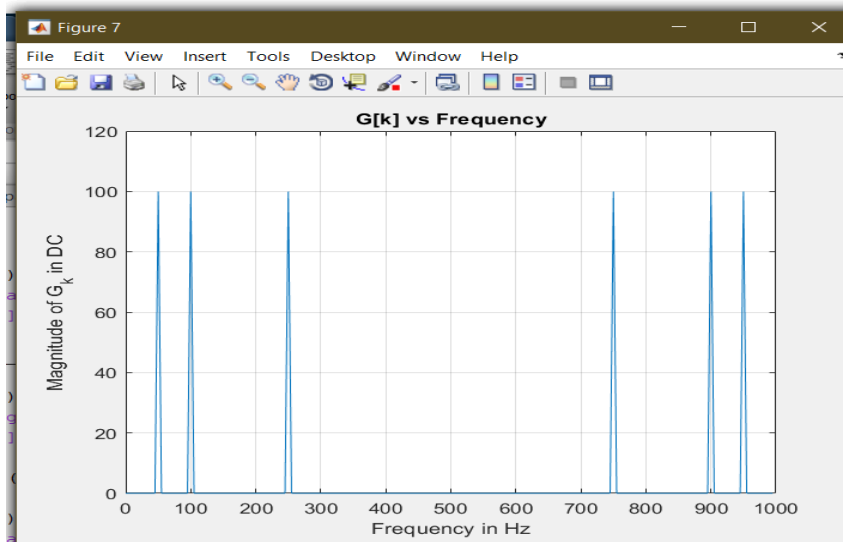 Figure 7
File Edit View Insert Tools Desktop Window Help
G[k] vs Frequency
120
100
80
60
40
20
0
Magnitude of G_k in DC
0 100 200 300 400 500 600 700 800 900 1000
Frequency in Hz